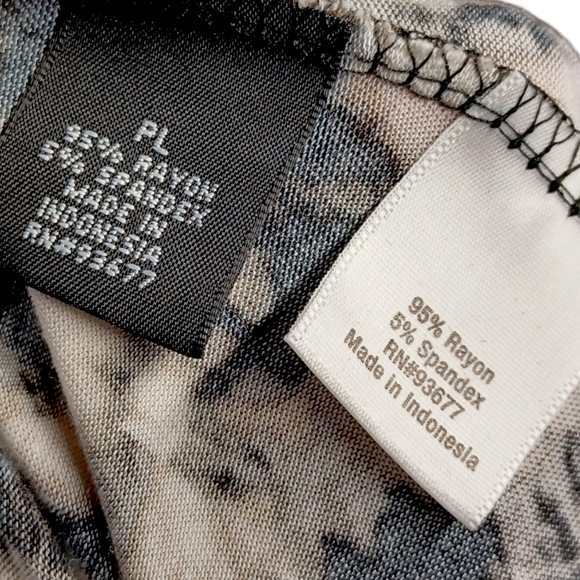 PL
95% RAYON
5% SPANDEX
MADE IN
INDONESIA
RN#93677
95% Rayon
5% Spandex
RN#93677
Made in Indonesia